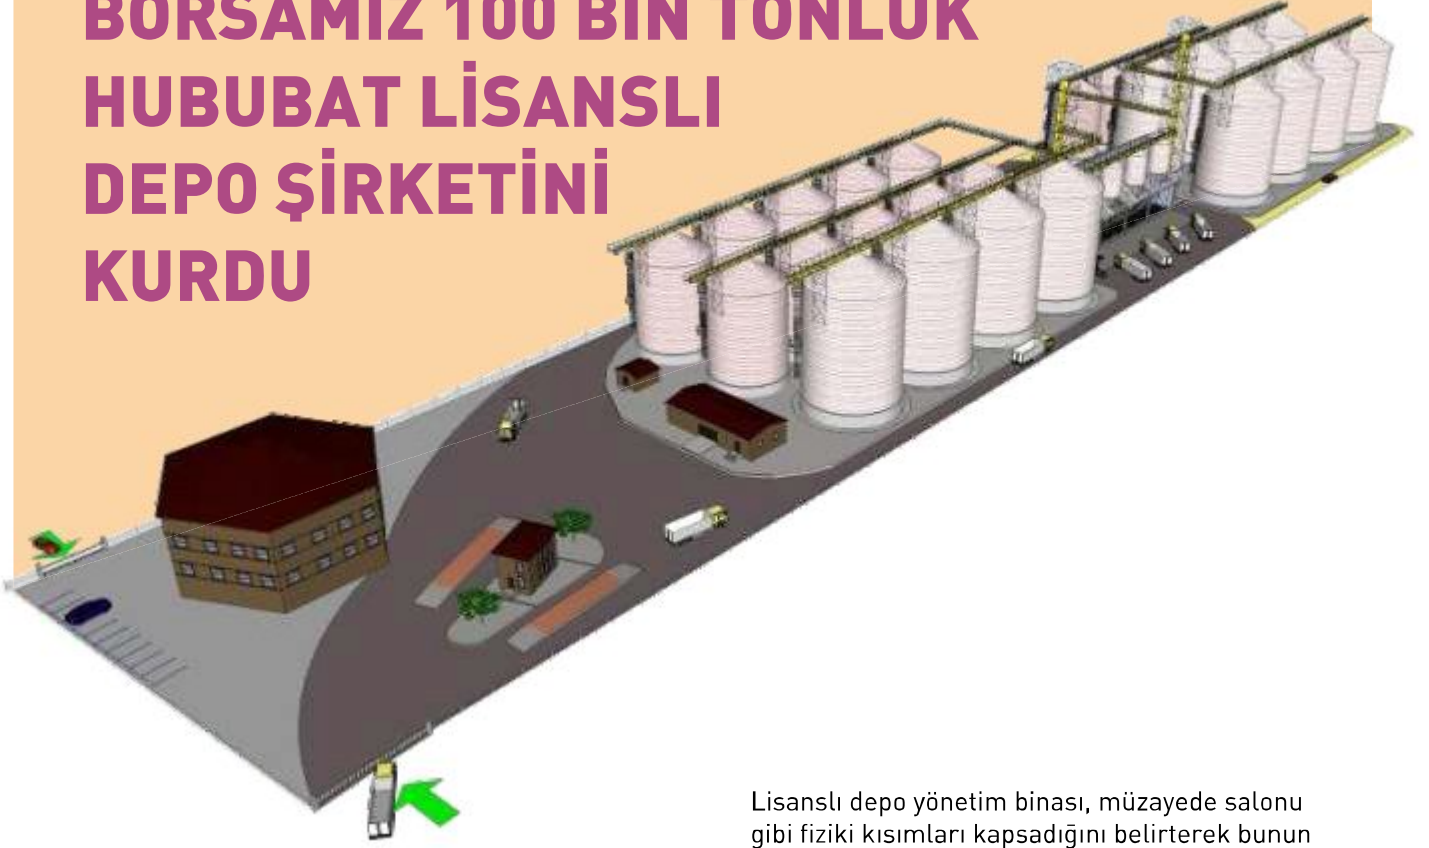 BORSAMIZ 100 BİN TONLUK
HUBUBAT LİSANSLI
DEPO ŞİRKETİNİ
KURDU
Lisanslı depo yönetim binası, müzayede salonu
gibi fiziki kısımları kapsadığını belirterek bunun